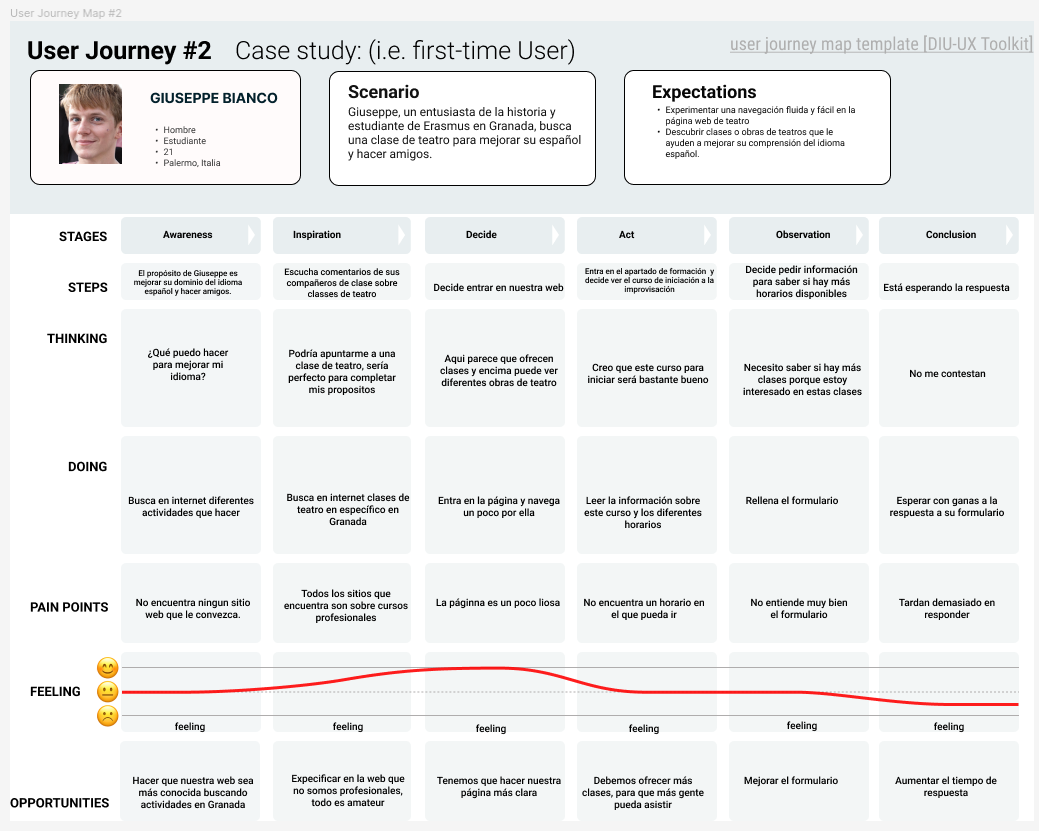 User Journey Map #2
User Journey #2 Case study: (i.e. first-time User)
user journey map template [DIU-UX Toolkit]
GIUSEPPE BIANCO
• Hombre
• Estudiante
• 21
• Palermo, Italia
Scenario
Giuseppe, un entusiasta de la historia y
estudiante de Erasmus en Granada, busca
una clase de teatro para mejorar su español
y hacer amigos.
Expectations
• Experimentar una navegación fluida y fácil en la
página web de teatro
• Descubrir clases o obras de teatros que le
ayuden a mejorar su comprensión del idioma
español.
STAGES
Awareness
Inspiration
Decide
Act
Observation
Conclusion
STEPS
El propósito de Giuseppe es
mejorar su dominio del idioma
español y hacer amigos.
Escucha comentarios de sus
compañeros de clase sobre
classes de teatro
Decide entrar en nuestra web
Entra en el apartado de formación y
decide ver el curso de iniciación a la
improvisación
Decide pedir información
para saber si hay más
horarios disponibles
Está esperando la respuesta
THINKING
¿Qué puedo hacer
para mejorar mi
idioma?
Podría apuntarme a una
clase de teatro, sería
perfecto para completar
mis propositos
Aqui parece que ofrecen
clases y encima puede ver
diferentes obras de teatro
Creo que este curso para
iniciar será bastante bueno
Necesito saber si hay más
clases porque estoy
interesado en estas clases
No me contestan
DOING
Busca en internet diferentes
actividades que hacer
Busca en internet clases de
teatro en específico en
Granada
Entra en la página y navega
un poco por ella
Leer la información sobre
este curso y los diferentes
horarios
Rellena el formulario
Esperar con ganas a la
respuesta a su formulario
PAIN POINTS
No encuentra ningun sitio
web que le convezca.
Todos los sitios que
encuentra son sobre cursos
profesionales
La páginna es un poco liosa
No encuentra un horario en
el que pueda ir
No entiende muy bien
el formulario
Tardan demasiado en
responder
FEELING
feeling
feeling
feeling
feeling
feeling
feeling
OPPORTUNITIES
Hacer que nuestra web sea
más conocida buscando
actividades en Granada
Expecificar en la web que
no somos profesionales,
todo es amateur
Tenemos que hacer nuestra
página más clara
Debemos ofrecer más
clases, para que más gente
pueda asistir
Mejorar el formulario
Aumentar el tiempo de
respuesta